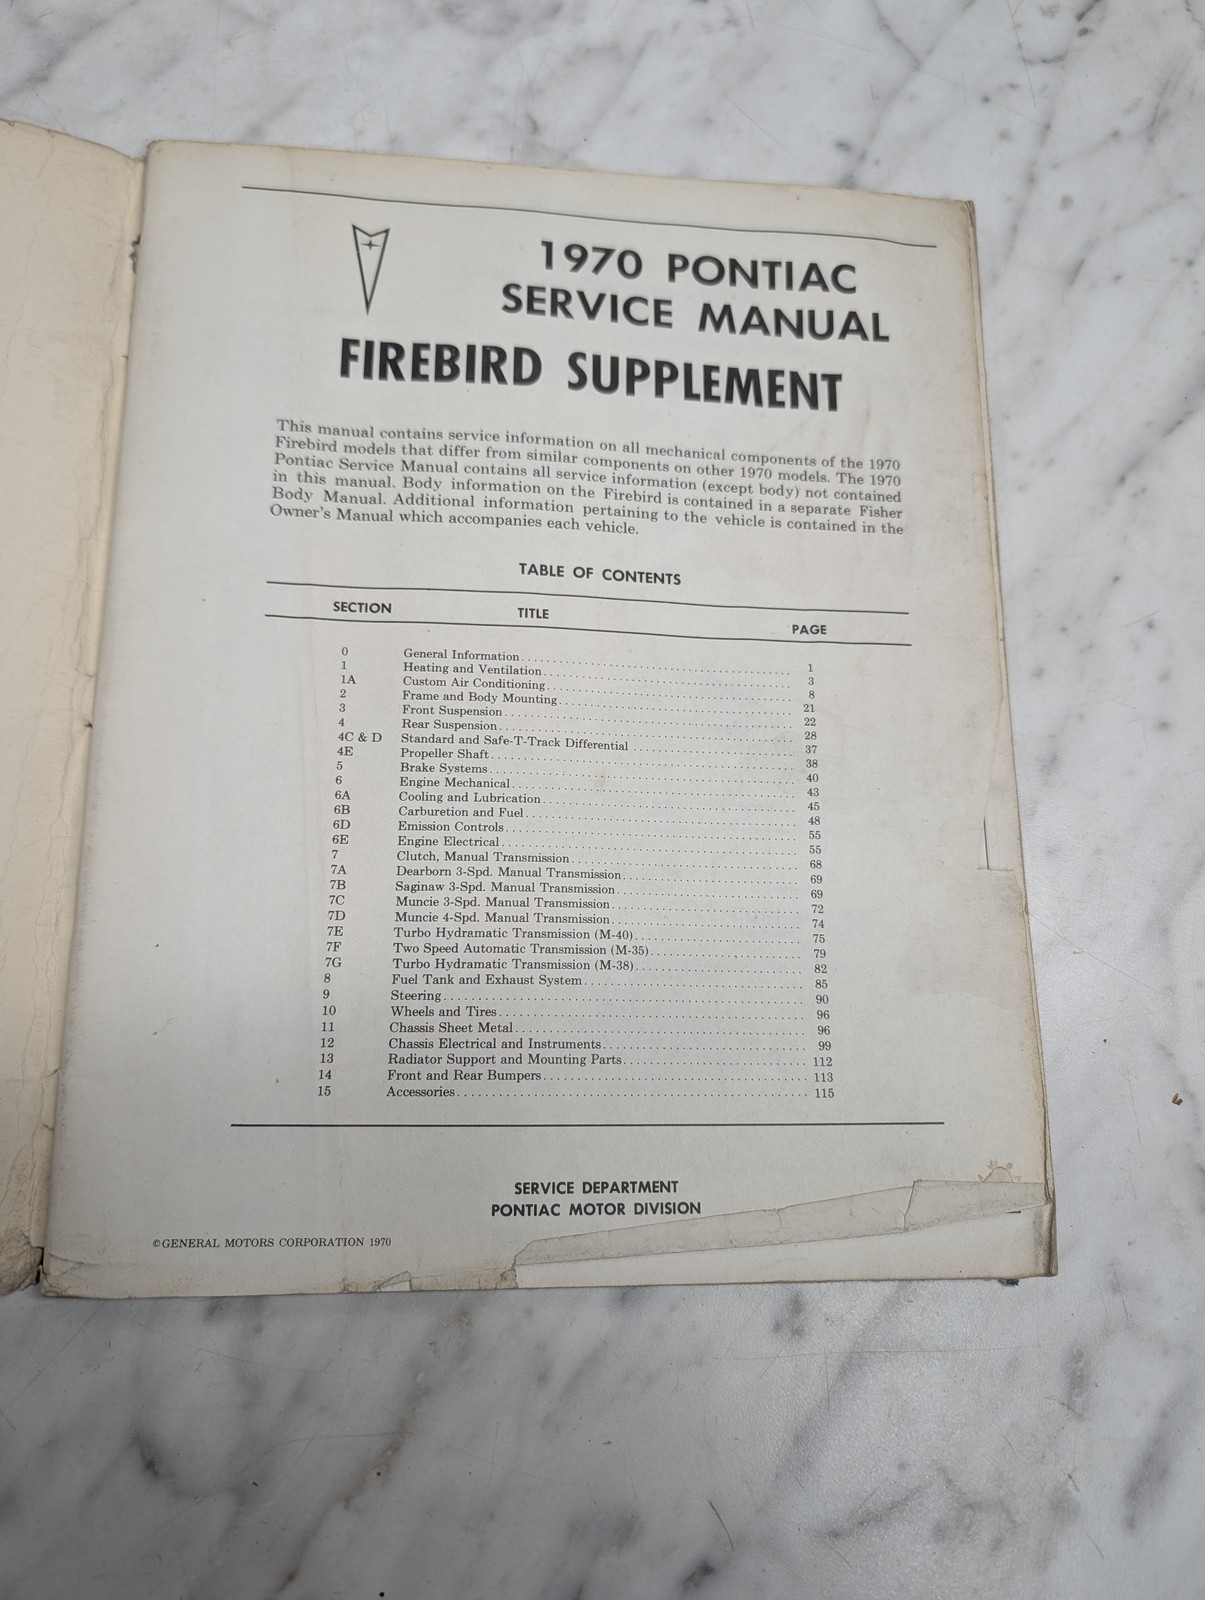 1970 PONTIAC
SERVICE MANUAL
FIREBIRD SUPPLEMENT
This manual contains service information on all mechanical components of the 1970
Firebird models that differ from similar components on other 1970 models. The 1970
Pontiac Service Manual contains all service information (except body) not contained
in this manual. Body information on the Firebird is contained in a separate Fisher
Body Manual. Additional information pertaining to the vehicle is contained in the
Owner's Manual which accompanies each vehicle.
TABLE OF CONTENTS
SECTION TITLE PAGE
0 General Information 1
1 Heating and Ventilation 3
1A Custom Air Conditioning 8
2 Frame and Body Mounting 21
3 Front Suspension 22
4 Rear Suspension 28
4C & D Standard and Safe-T-Track Differential 37
4E Propeller Shaft 38
5 Brake Systems 40
6 Engine Mechanical 43
6A Cooling and Lubrication 45
6B Carburetion and Fuel 48
6D Emission Controls 55
6E Engine Electrical 55
7 Clutch, Manual Transmission 68
7A Dearborn 3-Spd. Manual Transmission 69
7B Saginaw 3-Spd. Manual Transmission 69
7C Muncie 3-Spd. Manual Transmission 72
7D Muncie 4-Spd. Manual Transmission 74
7E Turbo Hydramatic Transmission (M-40) 75
7F Two Speed Automatic Transmission (M-35) 79
7G Turbo Hydramatic Transmission (M-38) 82
8 Fuel Tank and Exhaust System 85
9 Steering 90
10 Wheels and Tires 96
11 Chassis Sheet Metal 96
12 Chassis Electrical and Instruments 99
13 Radiator Support and Mounting Parts 112
14 Front and Rear Bumpers 113
15 Accessories 115
SERVICE DEPARTMENT
PONTIAC MOTOR DIVISION
©GENERAL MOTORS CORPORATION 1970